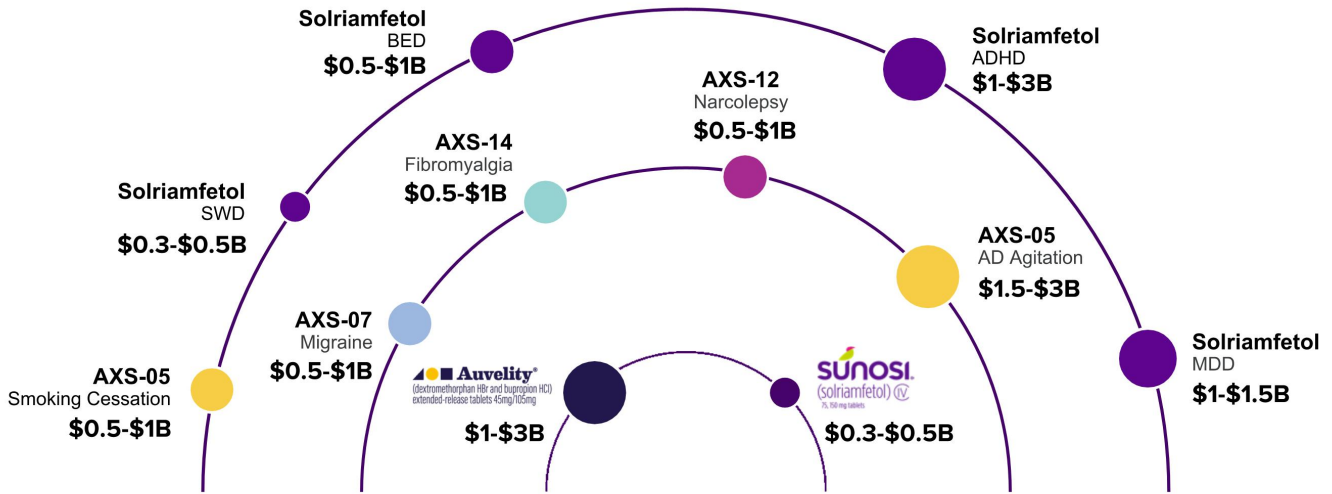 Solriamfetol
BED
$0.5-$1B
Solriamfetol
ADHD
$1-$3B
AXS-12
Narcolepsy
$0.5-$1B
AXS-14
Fibromyalgia
$0.5-$1B
Solriamfetol
SWD
$0.3-$0.5B
AXS-05
AD Agitation
$1.5-$3B
AXS-07
Migraine
$0.5-$1B
Solriamfetol
MDD
$1-$1.5B
AXS-05
Smoking Cessation
$0.5-$1B
Auvelity®
(dextromethorphan HBr and bupropion HCl)
extended-release tablets 45mg/105mg
$1-$3B
sunosi.
(solriamfetol) IV
75, 150 mg tablets
$0.3-$0.5B